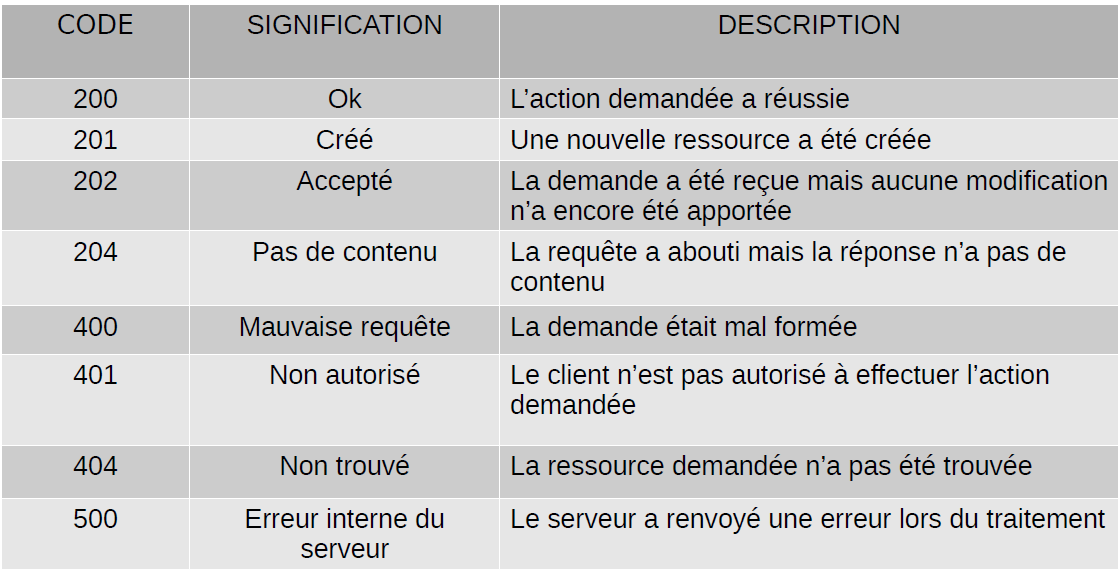 CODE SIGNIFICATION DESCRIPTION
200 Ok L’action demandée a réussie
201 Créé Une nouvelle ressource a été créée
202 Accepté La demande a été reçue mais aucune modification
n’a encore été apportée
204 Pas de contenu La requête a abouti mais la réponse n’a pas de
contenu
400 Mauvaise requête La demande était mal formée
401 Non autorisé Le client n’est pas autorisé à effectuer l’action
demandée
404 Non trouvé La ressource demandée n’a pas été trouvée
500 Erreur interne du Le serveur a renvoyé une erreur lors du traitement
serveur